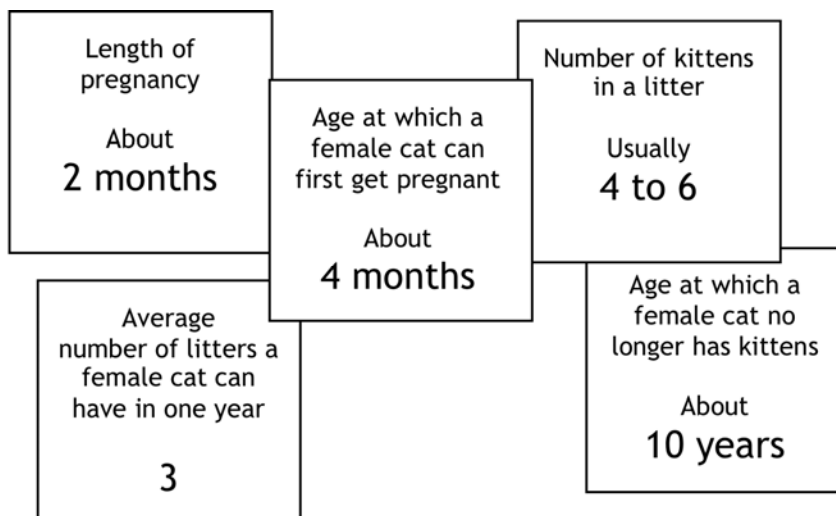 Length of
pregnancy
About
2 months
Age at which a
female cat can
first get pregnant
About
4 months
Number of kittens
in a litter
Usually
4 to 6
Average
number of litters a
female cat can
have in one year
3
Age at which a
female cat no
longer has kittens
About
10 years